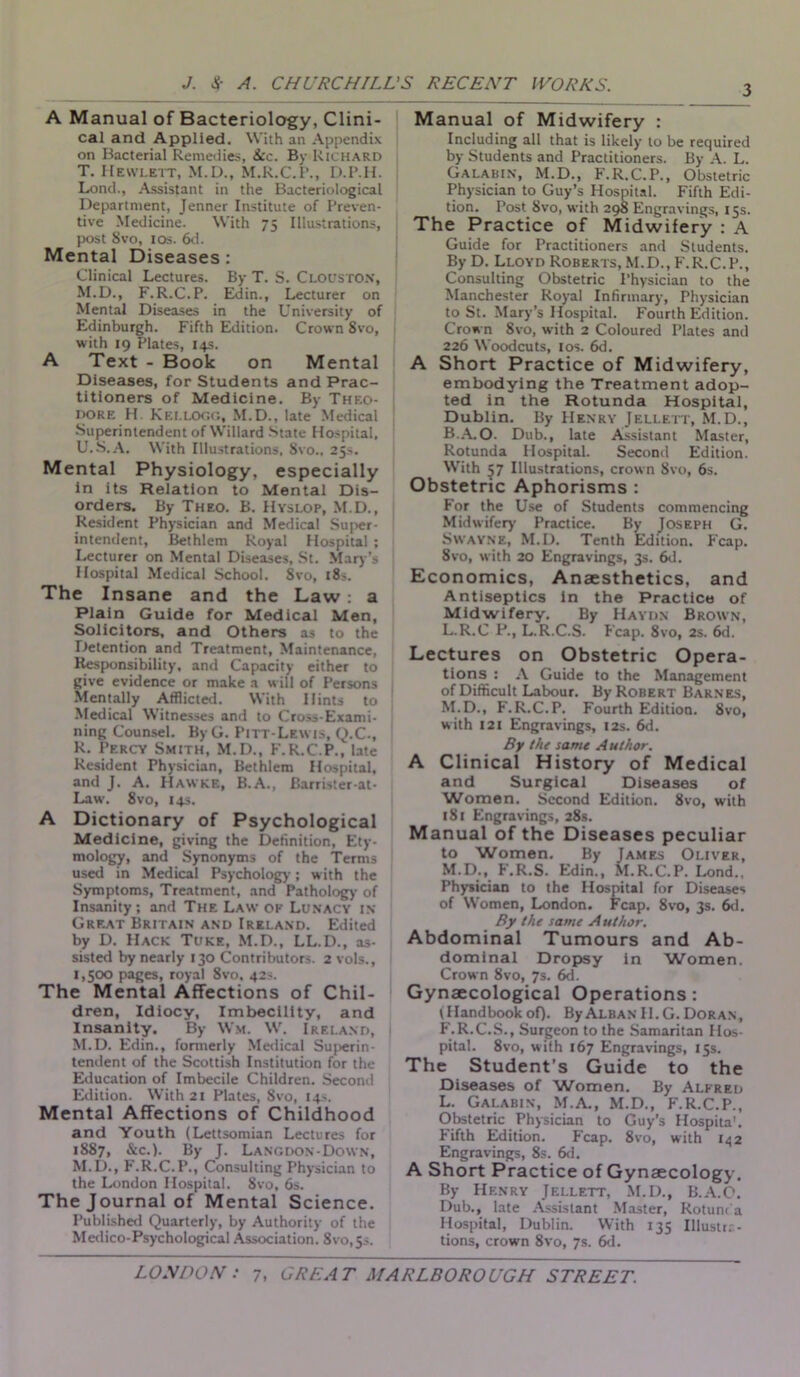 J. & A. CHURCHILL'S RECENT WORKS.
3
A Manual of Bacteriology, Clini-
cal and Applied. With an Appendix
on Bacterial Remedies, &c. By RICHARD
T. HEWLETT, M.D., M.R.C.P., D.P.H.
Lond., Assistant in the Bacteriological
Department, Jenner Institute of Preven-
tive Medicine. With 75 Illustrations,
post 8vo, 10s. 6d.
Mental Diseases :
Clinical Lectures. By T. S. CLOUSTON,
M.D., F.R.C.P. Edin., Lecturer on
Mental Diseases in the University of
Edinburgh. Fifth Edition. Crown 8vo,
with 19 Plates, 14s.
A Text - Book on Mental
Diseases, for Students and Prac-
titioners of Medicine. By THEO-
DORE H. KELLOGG, M.D., late Medical
Superintendent of Willard State Hospital,
U.S.A. With Illustrations, 8vo., 25s.
Mental Physiology, especially
in its Relation to Mental Dis-
orders. By THEO. B. HYSLOP, M.D.,
Resident Physician and Medical Super-
intendent, Bethlem Royal Hospital ;
Lecturer on Mental Diseases, St. Mary's
Hospital Medical School. 8vo, 18s.
The Insane and the Law : a
Plain Guide for Medical Men,
Solicitors, and Others as to the
Detention and Treatment, Maintenance,
Responsibility, and Capacity either to
give evidence or make a will of Persons
Mentally Afflicted. With Hints to
Medical Witnesses and to Cross-Exami-
ning Counsel. By G. PITT-LEWIS, Q.C.,
R. PERCY SMITH, M.D., F.R.C.P., late
Resident Physician, Bethlem Hospital,
and J. A. HAWKE, B.A., Barrister-at-
Law. 8vo, 14s.
A Dictionary of Psychological
Medicine, giving the Definition, Ety-
mology, and Synonyms of the Terms
used in Medical Psychology ; with the
Symptoms, Treatment, and Pathology of
Insanity ; and THE LAW OF LUNACY IN
GREAT BRITAIN AND IRELAND. Edited
by D. HACK TUKE, M.D., LL.D., as-
sisted by nearly 130 Contributors. 2 vols.,
1,500 pages, royal 8vo, 42s.
The Mental Affections of Chil-
dren, Idiocy, Imbecility, and
Insanity. By WM. W. IRELAND,
M.D. Edin., formerly Medical Superin-
tendent of the Scottish Institution for the
Education of Imbecile Children. Second
Edition. With 21 Plates, 8vo, 14s.
Mental Affections of Childhood
and Youth (Lettsomian Lectures for
1887, &c.). By J. LANGDON-DOWN,
M.D., F.R.C.P., Consulting Physician to
the London Hospital. 8vo, 6s.
The Journal of Mental Science.
Published Quarterly, by Authority of the
Medico-Psychological Association. 8vo, 5s.
Manual of Midwifery :
Including all that is likely to be required
by Students and Practitioners. By A. L.
GALABIN, M.D., F.R.C.P., Obstetric
Physician to Guy's Hospital. Fifth Edi-
tion. Post 8vo, with 298 Engravings, 15s.
The Practice of Midwifery : A
Guide for Practitioners and Students.
By D. LLOYD ROBERTS, M.D., F.R.C.P.,
Consulting Obstetric Physician to the
Manchester Royal Infirmary, Physician
to St. Mary's Hospital. Fourth Edition.
Crown 8vo, with 2 Coloured Plates and
226 Woodcuts, 10s. 6d.
A Short Practice of Midwifery,
embodying the Treatment adop-
ted in the Rotunda Hospital,
Dublin. By HENRY JELLETT, M.D.,
B.A.O. Dub., late Assistant Master,
Rotunda Hospital. Second Edition.
With 57 Illustrations, crown 8vo, 6s.
Obstetric Aphorisms :
For the Use of Students commencing
Midwifery Practice. By JOSEPH G.
SWAYNE, M.D. Tenth Edition. Fcap.
8vo, with 20 Engravings, 3s. 6d.
Economics, Anæsthetics, and
Antiseptics in the Practice of
Midwifery. By HAYDN BROWN,
L.R.C P., L.R.C.S. Fcap. 8vo, 2s. 6d.
Lectures on Obstetric Opera-
tions : A Guide to the Management
of Difficult Labour. By ROBERT BARNES,
M.D., F.R.C.P. Fourth Edition. 8vo,
with 121 Engravings, 12s. 6d.
By the same Author.
A Clinical History of Medical
and Surgical Diseases of
Women. Second Edition. 8vo, with
181 Engravings, 28s.
Manual of the Diseases peculiar
to Women. By JAMES OLIVER,
M.D., F.R.S. Edin., M.R.C.P. Lond.,
Physician to the Hospital for Diseases
of Women, London. Fcap. 8vo, 3s. 6d.
By the same Author.
Abdominal Tumours and Ab-
dominal Dropsy in Women.
Crown 8vo, 7s. 6d.
Gynæcological Operations :
(Handbook of). By ALBAN H. G. DORAN,
F.R.C.S., Surgeon to the Samaritan Hos-
pital. 8vo, with 167 Engravings, 15s.
The Student's Guide to the
Diseases of Women. By ALFRED
L. GALABIN, M.A., M.D., F.R.C.P.,
Obstetric Physician to Guy's Hospital.
Fifth Edition. Fcap. 8vo, with 142
Engravings, 8s. 6d.
A Short Practice of Gynæcology.
By HENRY JELLETT, M.D., B.A.O.
Dub., late Assistant Master, Rotunda
Hospital, Dublin. With 135 Illustra-
tions, crown 8vo, 7s. 6d.
LONDON : 7, GREAT MARLBOROUGH STREET.